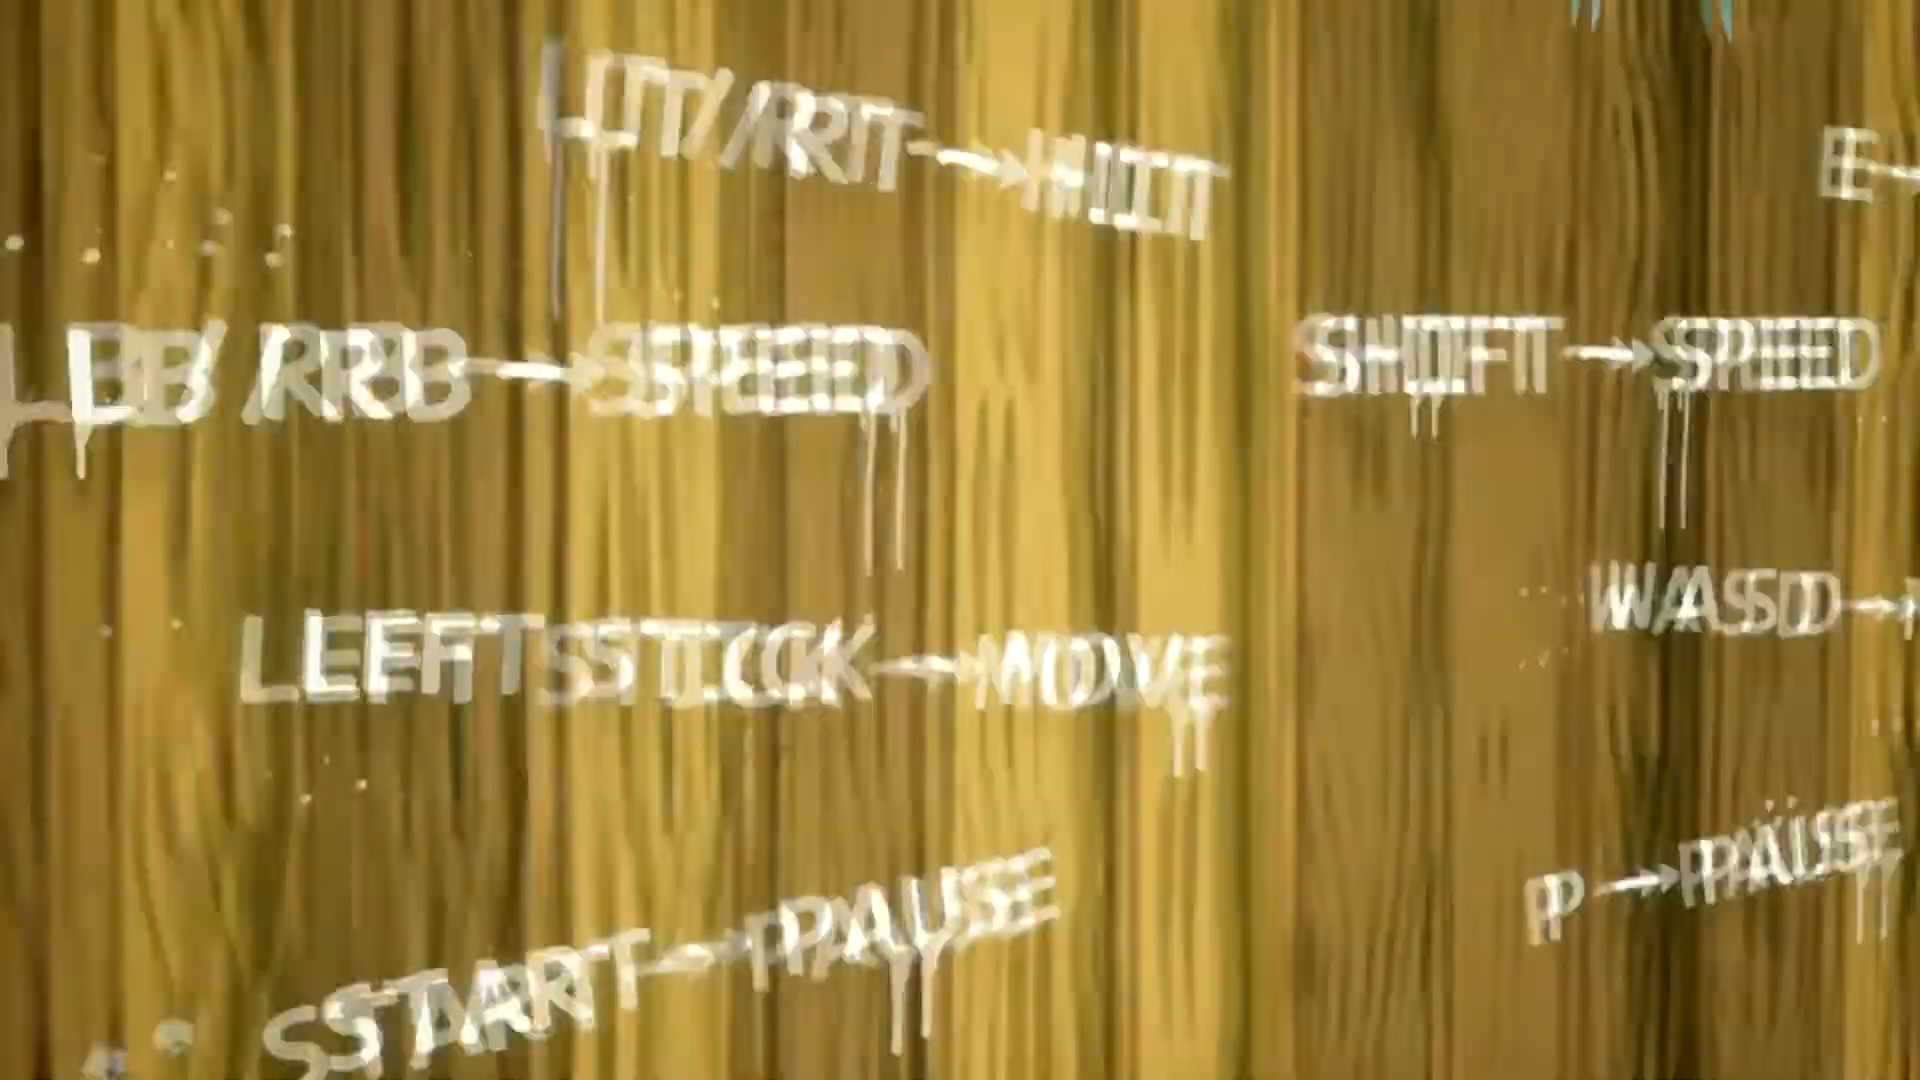 LT/RT→HIT
E→
LB/RB→SPEED
SHIFT→SPEED
LEFT STICK→MOVE
WASD→
START→PAUSE
P→PAUSE